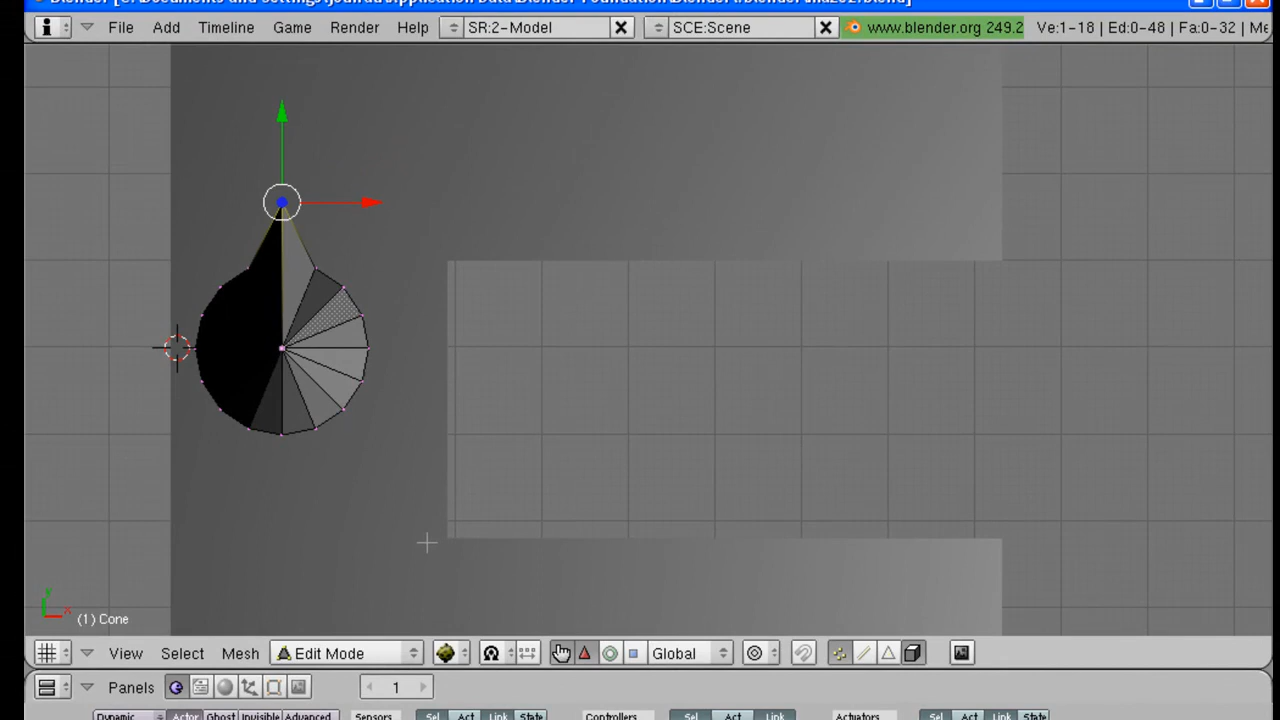 File Add Timeline Game Render Help SR:2-Model SCE:Scene www.blender.org 249.2 Ve:1-18 | Ed:0-48 | Fa:0-32 | Me
y
x
(1) Cone
View Select Mesh Edit Mode Global
Panels 1
Dynamic Actor Ghost Invisible Advanced Sensors Sel Act Link State Controllers Sel Act Link Actuators Sel Act Link State